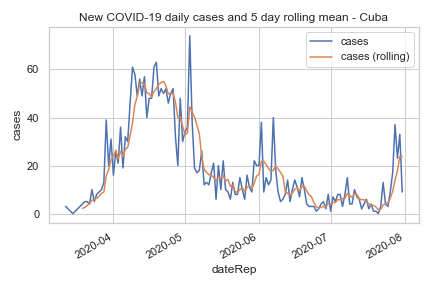 New COVID-19 daily cases and 5 day rolling mean - Cuba
cases
cases (rolling)
cases
60
40
20
0
2020-04
2020-05
2020-06
2020-07
2020-08
dateRep